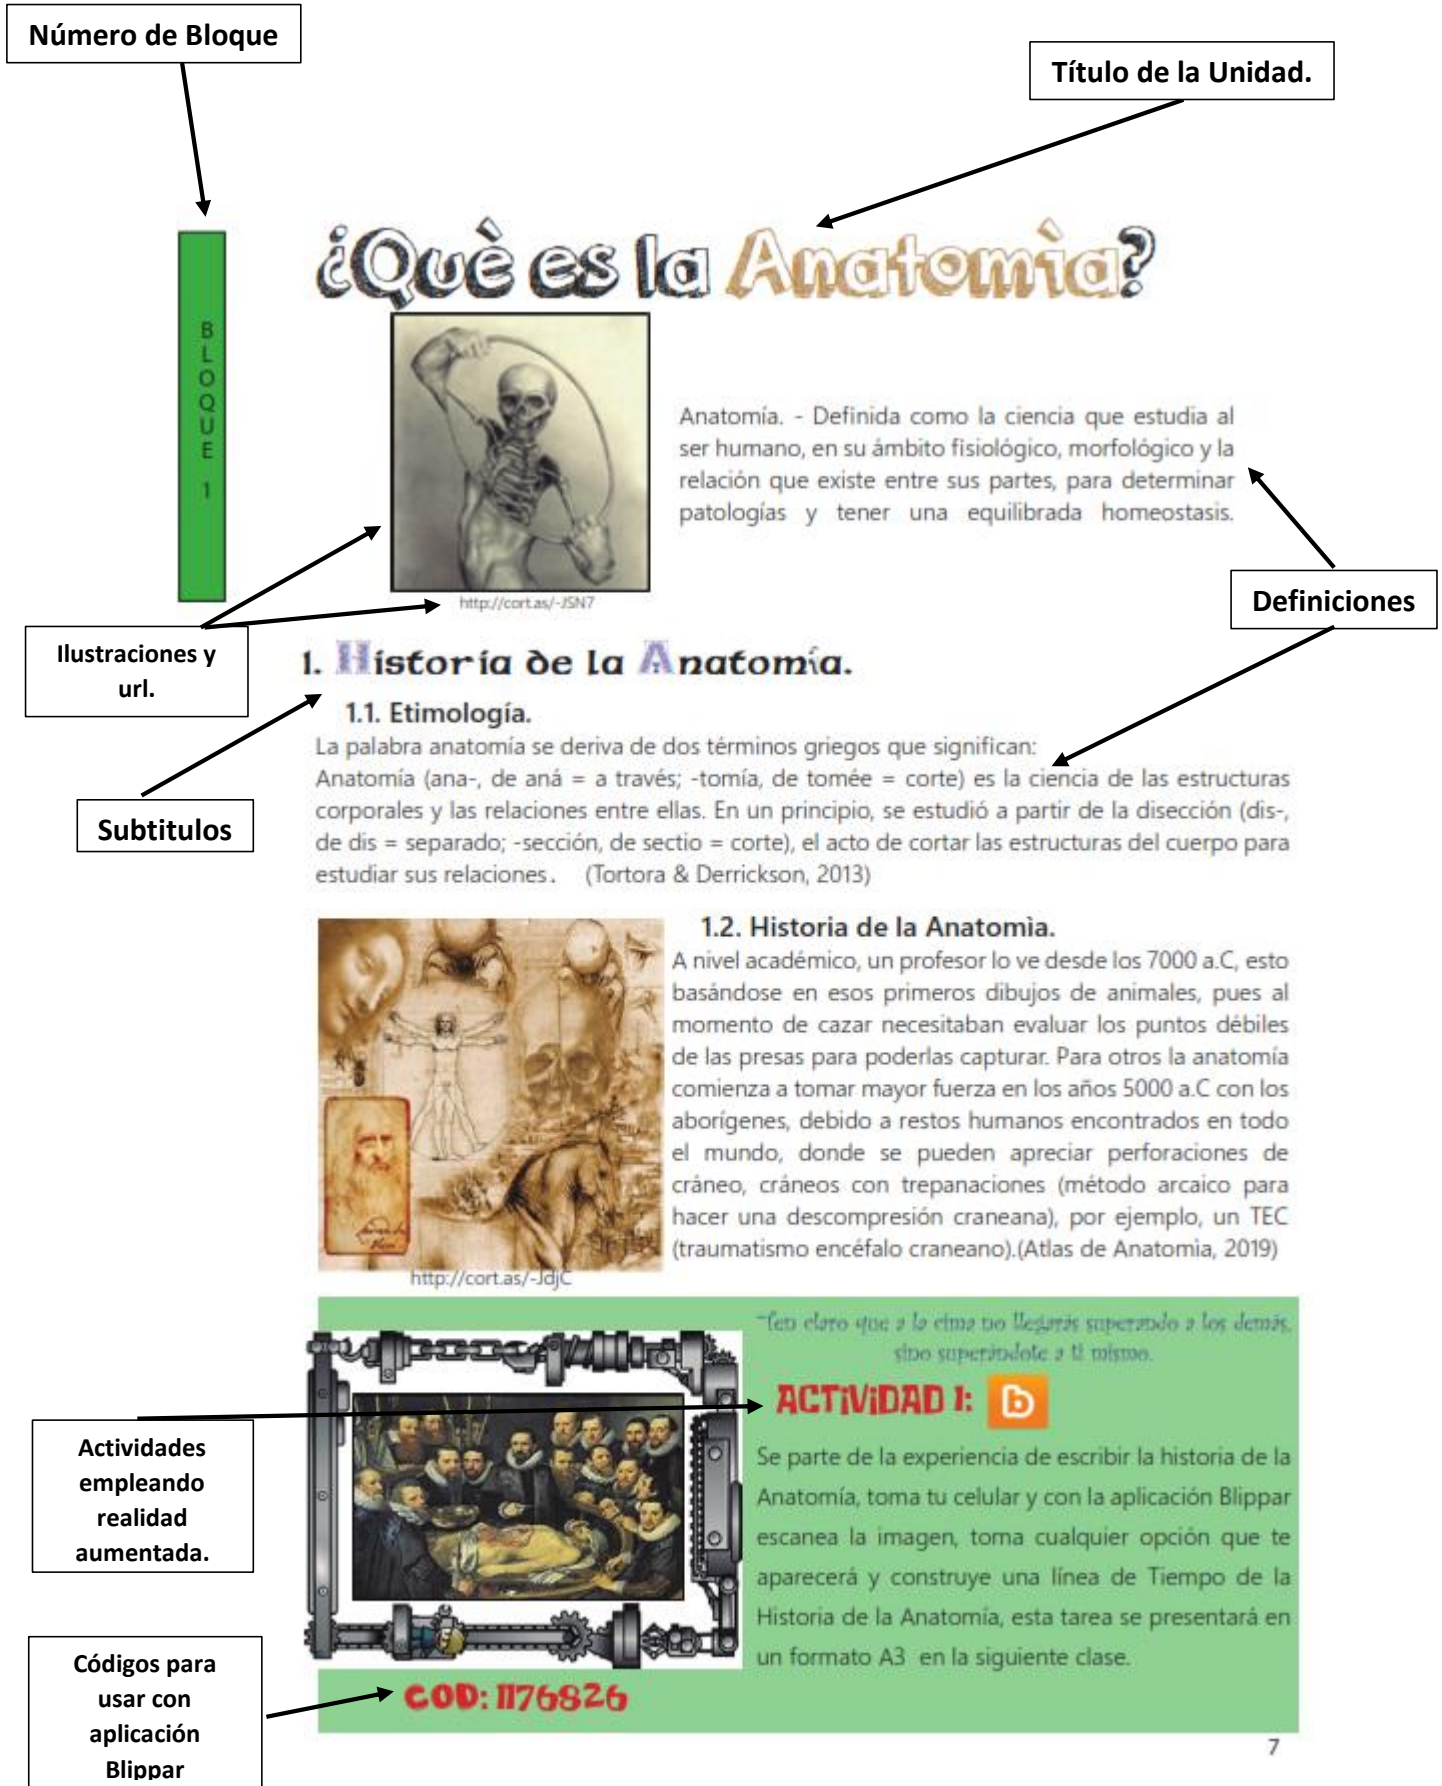 Número de Bloque
Título de la Unidad.
¿Què es la Anatomìa?
BLOQUE 1
Anatomía. - Definida como la ciencia que estudia al
ser humano, en su ámbito fisiológico, morfológico y la
relación que existe entre sus partes, para determinar
patologías y tener una equilibrada homeostasis.
http://cort.as/-JSN7
Definiciones
Ilustraciones y
url.
1. Historia de la Anatomía.
1.1. Etimología.
La palabra anatomía se deriva de dos términos griegos que significan:
Anatomía (ana-, de aná = a través; -tomía, de tomée = corte) es la ciencia de las estructuras
corporales y las relaciones entre ellas. En un principio, se estudió a partir de la disección (dis-,
de dis = separado; -sección, de sectio = corte), el acto de cortar las estructuras del cuerpo para
estudiar sus relaciones. (Tortora & Derrickson, 2013)
Subtitulos
1.2. Historia de la Anatomìa.
A nivel académico, un profesor lo ve desde los 7000 a.C, esto
basándose en esos primeros dibujos de animales, pues al
momento de cazar necesitaban evaluar los puntos débiles
de las presas para poderlas capturar. Para otros la anatomía
comienza a tomar mayor fuerza en los años 5000 a.C con los
aborígenes, debido a restos humanos encontrados en todo
el mundo, donde se pueden apreciar perforaciones de
cráneo, cráneos con trepanaciones (método arcaico para
hacer una descompresión craneana), por ejemplo, un TEC
(traumatismo encéfalo craneano).(Atlas de Anatomìa, 2019)
http://cort.as/-JdjC
"Ten claro que a la cima no llegarás superando a los demás,
sino superándote a ti mismo.
ACTIVIDAD 1: b
Se parte de la experiencia de escribir la historia de la
Anatomía, toma tu celular y con la aplicación Blippar
escanea la imagen, toma cualquier opción que te
aparecerá y construye una línea de Tiempo de la
Historia de la Anatomía, esta tarea se presentará en
un formato A3 en la siguiente clase.
COD: 1176826
Actividades
empleando
realidad
aumentada.
Códigos para
usar con
aplicación
Blippar
7